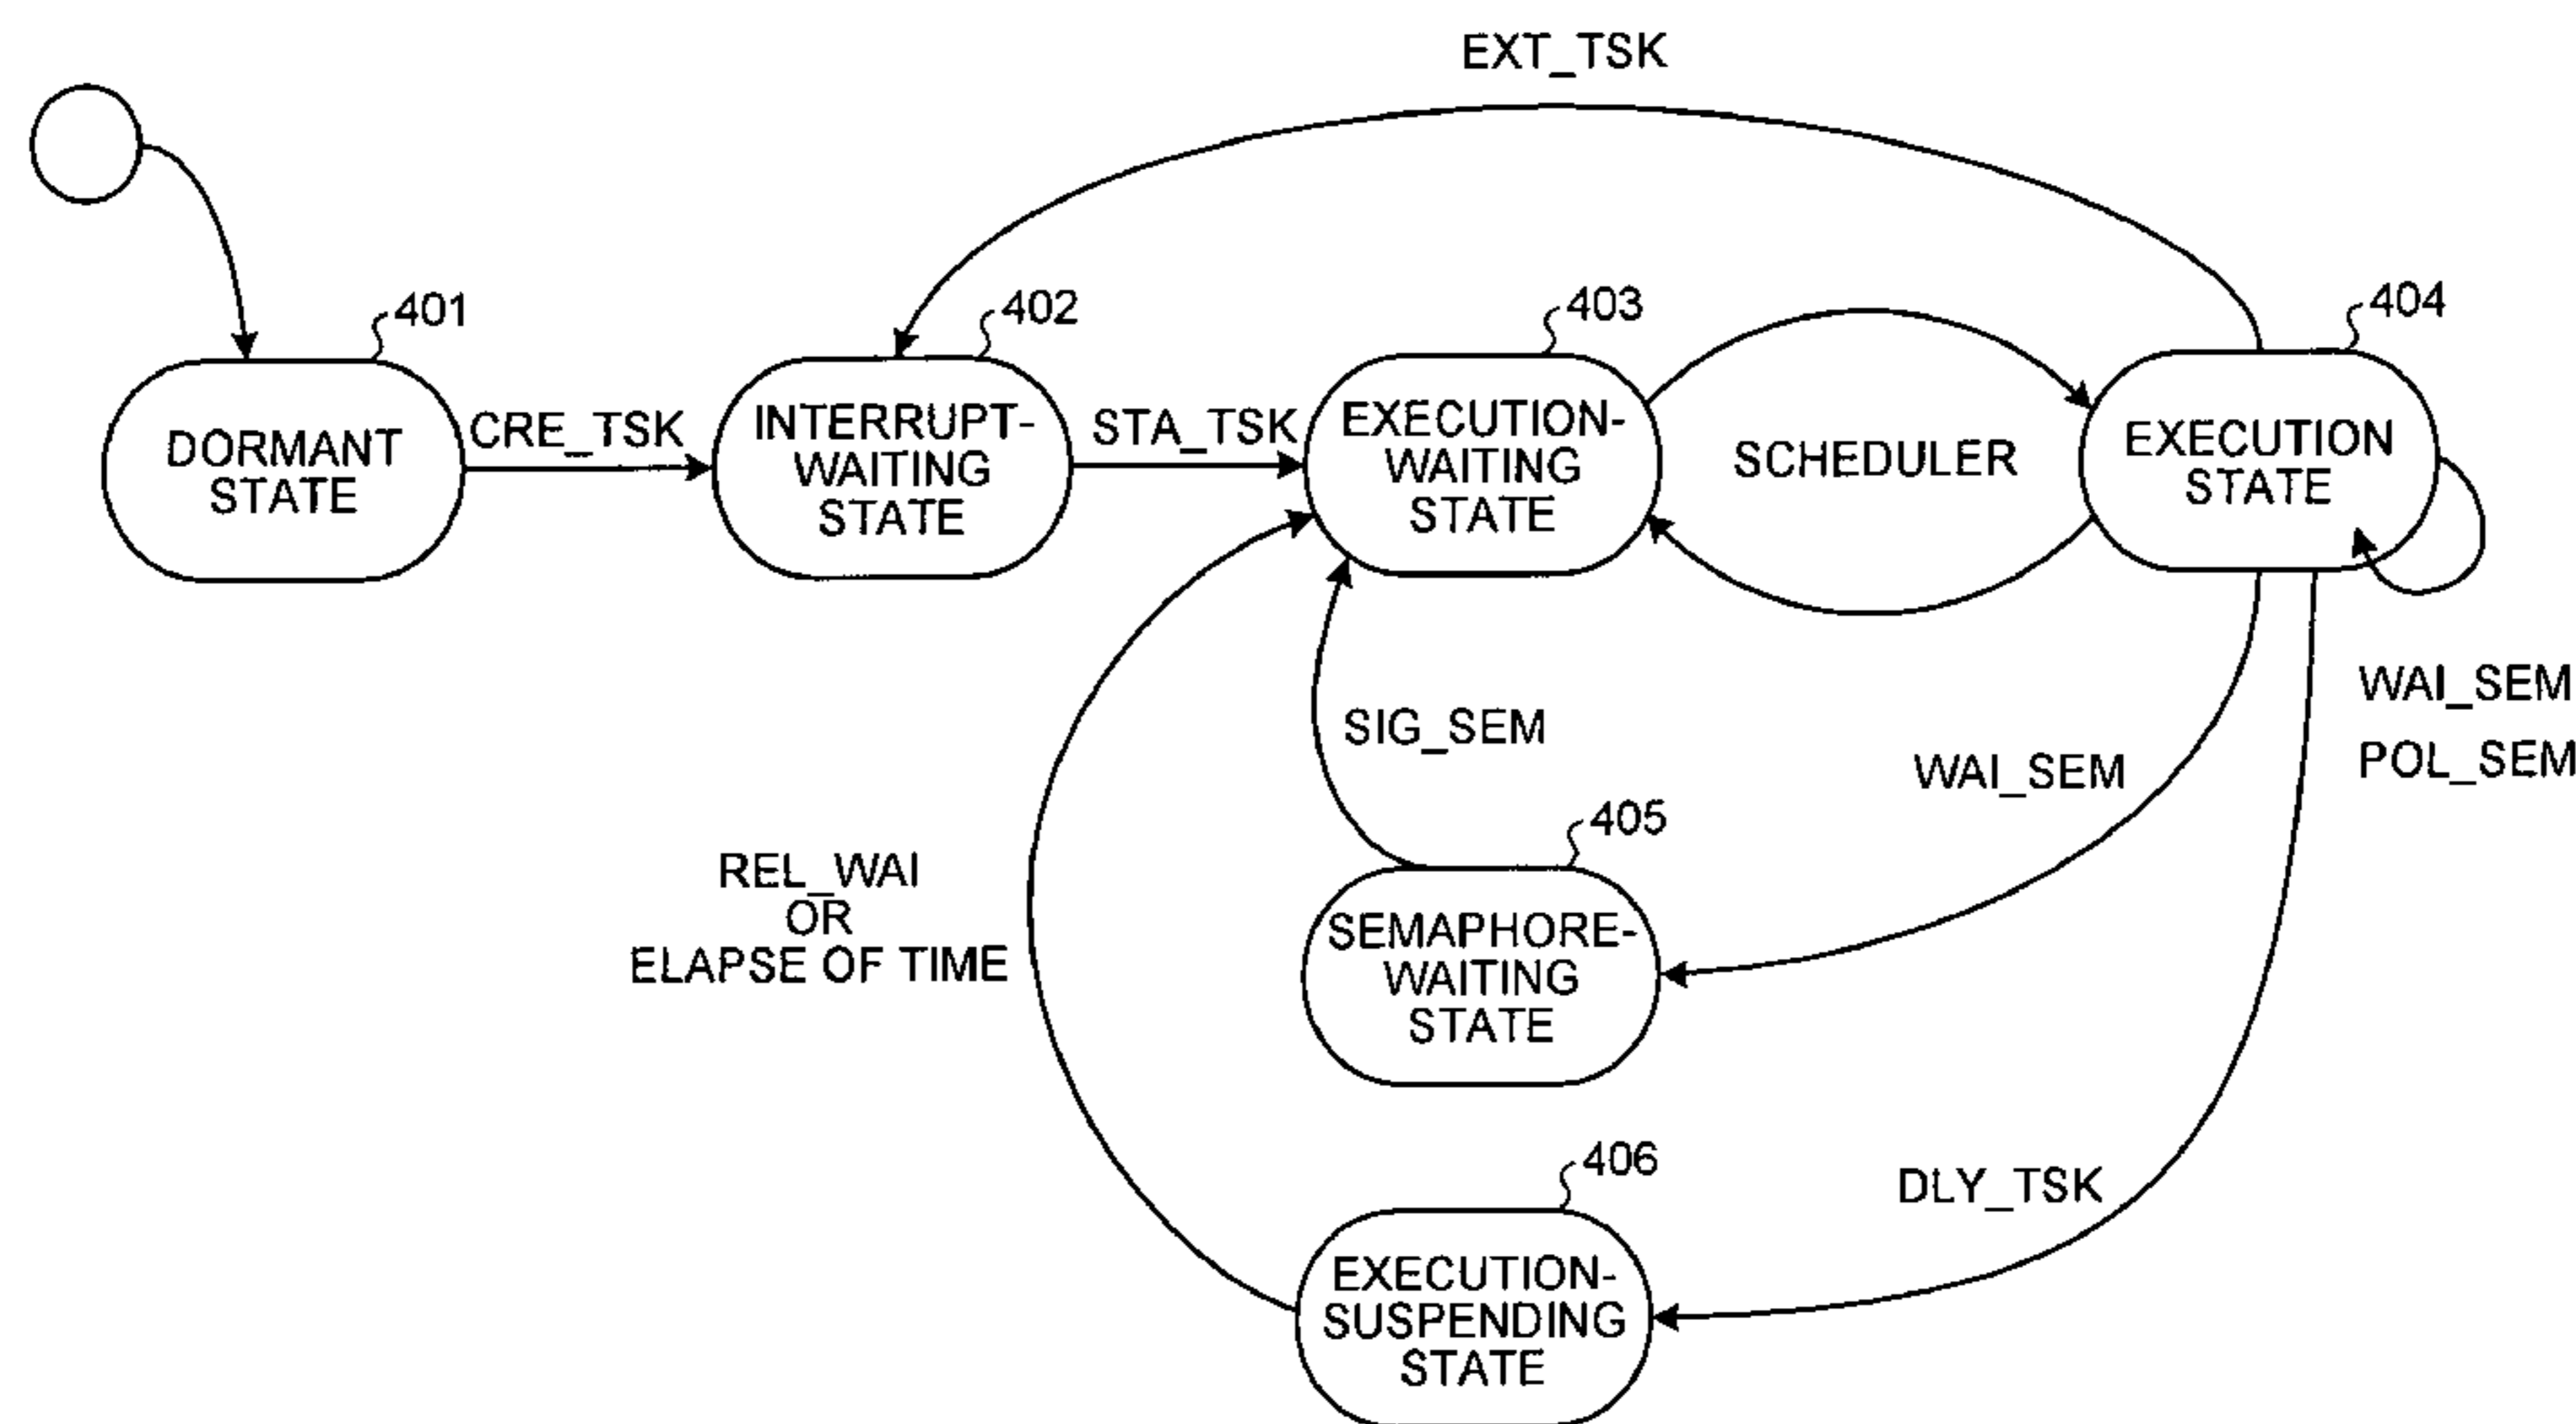 EXT_TSK
401
402
403
404
DORMANT
STATE
CRE_TSK
INTERRUPT-
WAITING
STATE
STA_TSK
EXECUTION-
WAITING
STATE
SCHEDULER
EXECUTION
STATE
WAI_SEM
POL_SEM
SIG_SEM
WAI_SEM
REL_WAI
OR
ELAPSE OF TIME
405
SEMAPHORE-
WAITING
STATE
406
DLY_TSK
EXECUTION-
SUSPENDING
STATE